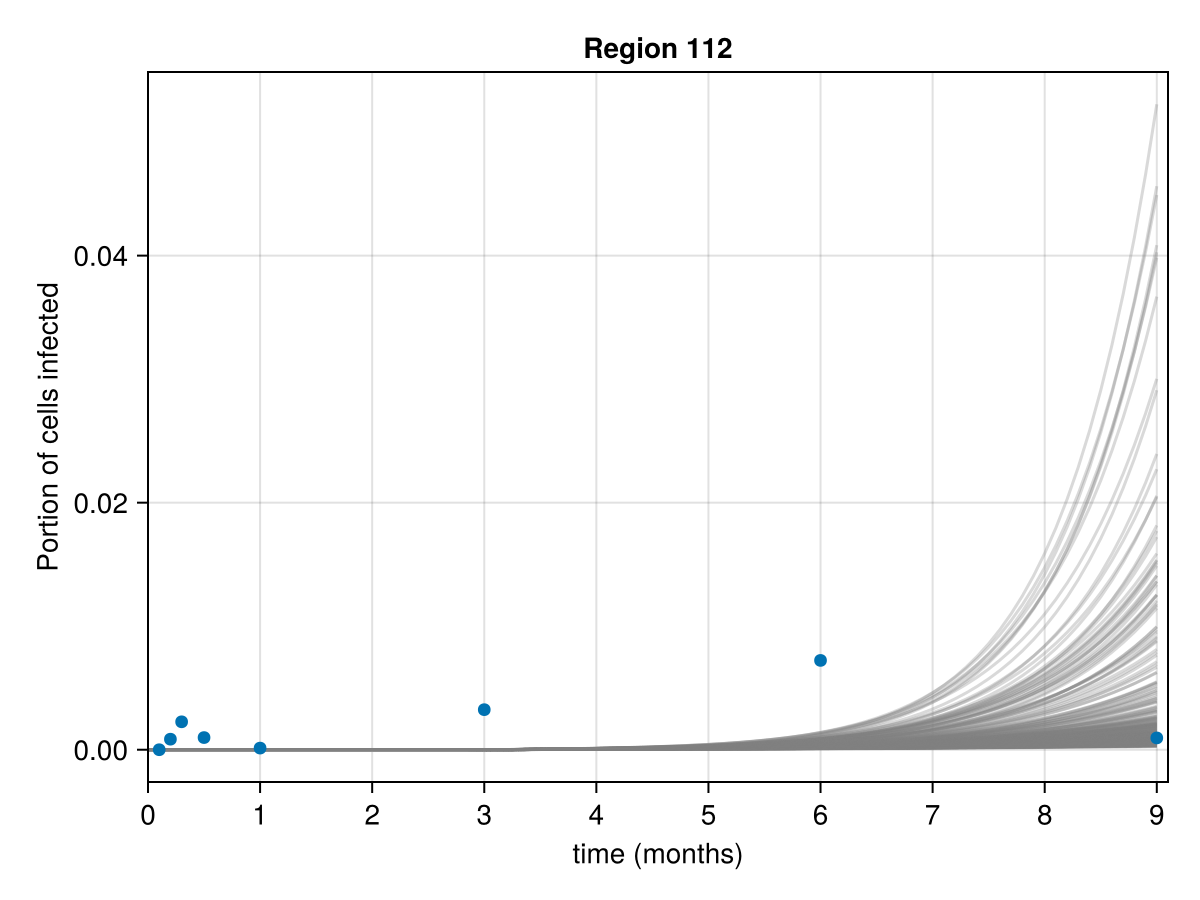 Region 112
Portion of cells infected
0.04
0.02
0.00
0 1 2 3 4 5 6 7 8 9
time (months)